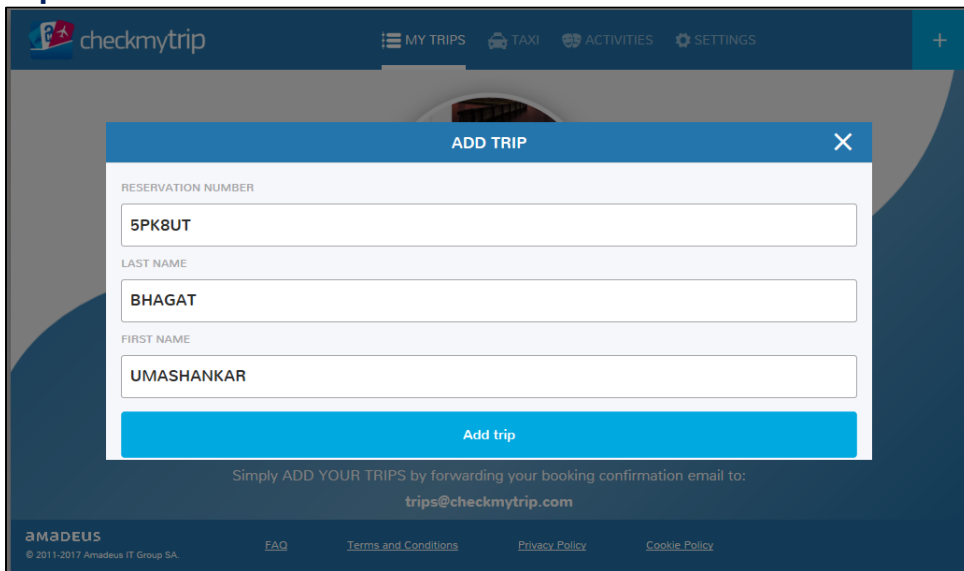 checkmytrip MY TRIPS TAXI ACTIVITIES SETTINGS +
ADD TRIP
RESERVATION NUMBER
5PK8UT
LAST NAME
BHAGAT
FIRST NAME
UMASHANKAR
Add trip
Simply ADD YOUR TRIPS by forwarding your booking confirmation email to:
trips@checkmytrip.com
aMaDEUS
© 2011-2017 Amadeus IT Group SA. FAQ Terms and Conditions Privacy Policy Cookie Policy